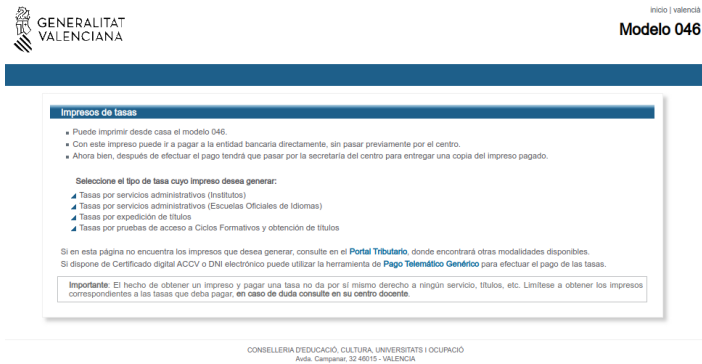 GENERALITAT
VALENCIANA
inicio | valencià
Modelo 046
Impresos de tasas
Puede imprimir desde casa el modelo 046.
Con este impreso puede ir a pagar a la entidad bancaria directamente, sin pasar previamente por el centro.
Ahora bien, después de efectuar el pago tendrá que pasar por la secretaría del centro para entregar una copia del impreso pagado.
Seleccione el tipo de tasa cuyo impreso desea generar:
Tasas por servicios administrativos (Institutos)
Tasas por servicios administrativos (Escuelas Oficiales de Idiomas)
Tasas por expedición de títulos
Tasas por pruebas de acceso a Ciclos Formativos y obtención de títulos
Si en esta página no encuentra los impresos que desea generar, consulte en el Portal Tributario, donde encontrará otras modalidades disponibles.
Si dispone de Certificado digital ACCV o DNI electrónico puede utilizar la herramienta de Pago Telemático Genérico para efectuar el pago de las tasas.
Importante: El hecho de obtener un impreso y pagar una tasa no da por sí mismo derecho a ningún servicio, títulos, etc. Limítese a obtener los impresos
correspondientes a las tasas que deba pagar, en caso de duda consulte en su centro docente.
CONSELLERIA D'EDUCACIÓ, CULTURA, UNIVERSITATS I OCUPACIÓ
Avda. Campanar, 32 46015 - VALENCIA